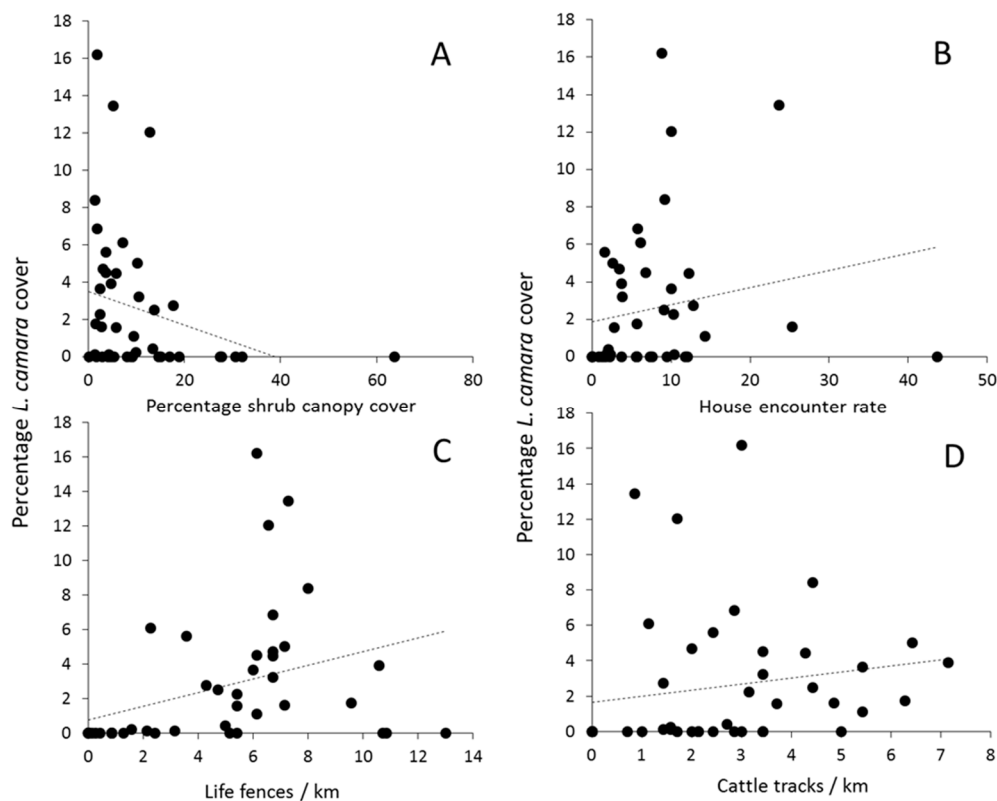 A
18
16
14
12
10
8
6
4
2
0
0 20 40 60 80
Percentage shrub canopy cover
B
18
16
14
12
10
8
6
4
2
0
0 10 20 30 40 50
House encounter rate
Percentage L. camara cover
Percentage L. camara cover
C
18
16
14
12
10
8
6
4
2
0
0 2 4 6 8 10 12 14
Life fences / km
D
18
16
14
12
10
8
6
4
2
0
0 1 2 3 4 5 6 7 8
Cattle tracks / km